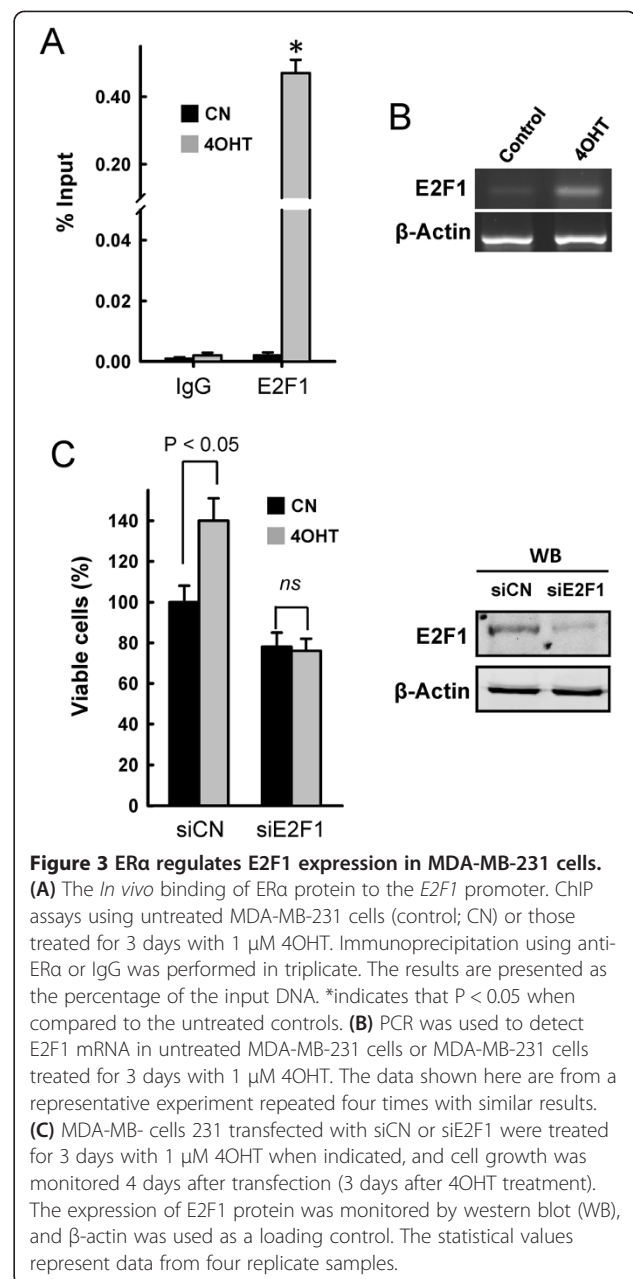 A
*
0.40
0.20
0.04
0.02
0.00
% Input
CN
4OHT
IgG
E2F1
B
Control
4OHT
E2F1
β-Actin
C
P < 0.05
CN
4OHT
ns
140
120
100
80
60
40
20
0
Viable cells (%)
siCN
siE2F1
WB
siCN siE2F1
E2F1
β-Actin
Figure 3 ERα regulates E2F1 expression in MDA-MB-231 cells.
(A) The In vivo binding of ERα protein to the E2F1 promoter. ChIP
assays using untreated MDA-MB-231 cells (control; CN) or those
treated for 3 days with 1 μM 4OHT. Immunoprecipitation using anti-
ERα or IgG was performed in triplicate. The results are presented as
the percentage of the input DNA. *indicates that P < 0.05 when
compared to the untreated controls. (B) PCR was used to detect
E2F1 mRNA in untreated MDA-MB-231 cells or MDA-MB-231 cells
treated for 3 days with 1 μM 4OHT. The data shown here are from a
representative experiment repeated four times with similar results.
(C) MDA-MB- cells 231 transfected with siCN or siE2F1 were treated
for 3 days with 1 μM 4OHT when indicated, and cell growth was
monitored 4 days after transfection (3 days after 4OHT treatment).
The expression of E2F1 protein was monitored by western blot (WB),
and β-actin was used as a loading control. The statistical values
represent data from four replicate samples.